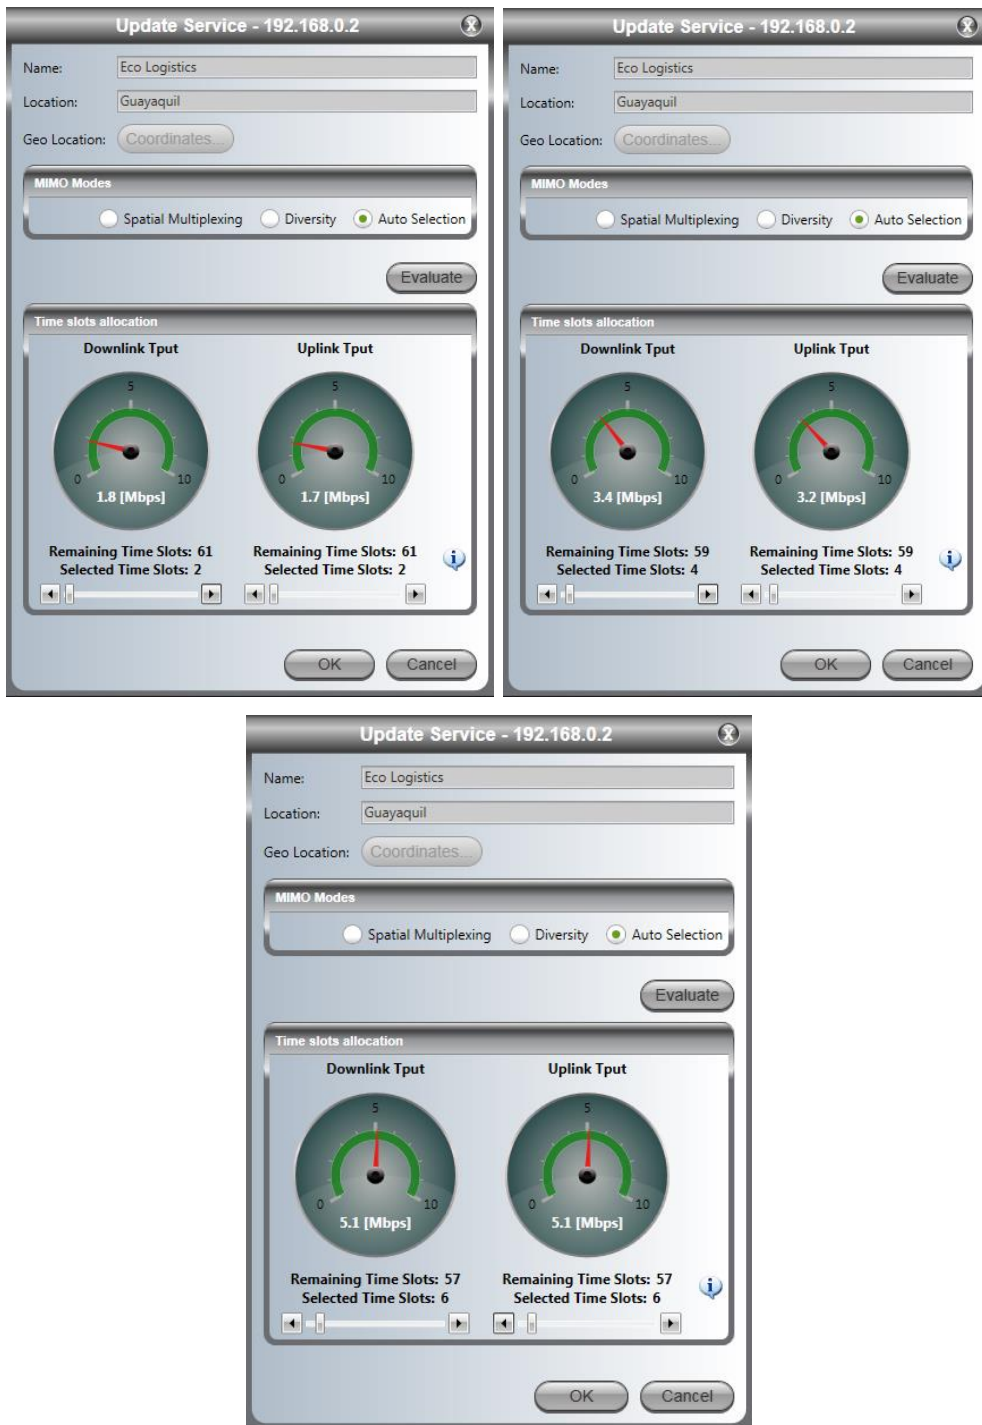 Update Service - 192.168.0.2
Name: Eco Logistics
Location: Guayaquil
Geo Location: Coordinates...
MIMO Modes
Spatial Multiplexing Diversity Auto Selection
Evaluate
Time slots allocation
Downlink Tput Uplink Tput
5 5
0 10 0 10
1.8 [Mbps] 1.7 [Mbps]
Remaining Time Slots: 61 Remaining Time Slots: 61
Selected Time Slots: 2 Selected Time Slots: 2
OK Cancel
Update Service - 192.168.0.2
Name: Eco Logistics
Location: Guayaquil
Geo Location: Coordinates...
MIMO Modes
Spatial Multiplexing Diversity Auto Selection
Evaluate
Time slots allocation
Downlink Tput Uplink Tput
5 5
0 10 0 10
3.4 [Mbps] 3.2 [Mbps]
Remaining Time Slots: 59 Remaining Time Slots: 59
Selected Time Slots: 4 Selected Time Slots: 4
OK Cancel
Update Service - 192.168.0.2
Name: Eco Logistics
Location: Guayaquil
Geo Location: Coordinates...
MIMO Modes
Spatial Multiplexing Diversity Auto Selection
Evaluate
Time slots allocation
Downlink Tput Uplink Tput
5 5
0 10 0 10
5.1 [Mbps] 5.1 [Mbps]
Remaining Time Slots: 57 Remaining Time Slots: 57
Selected Time Slots: 6 Selected Time Slots: 6
OK Cancel